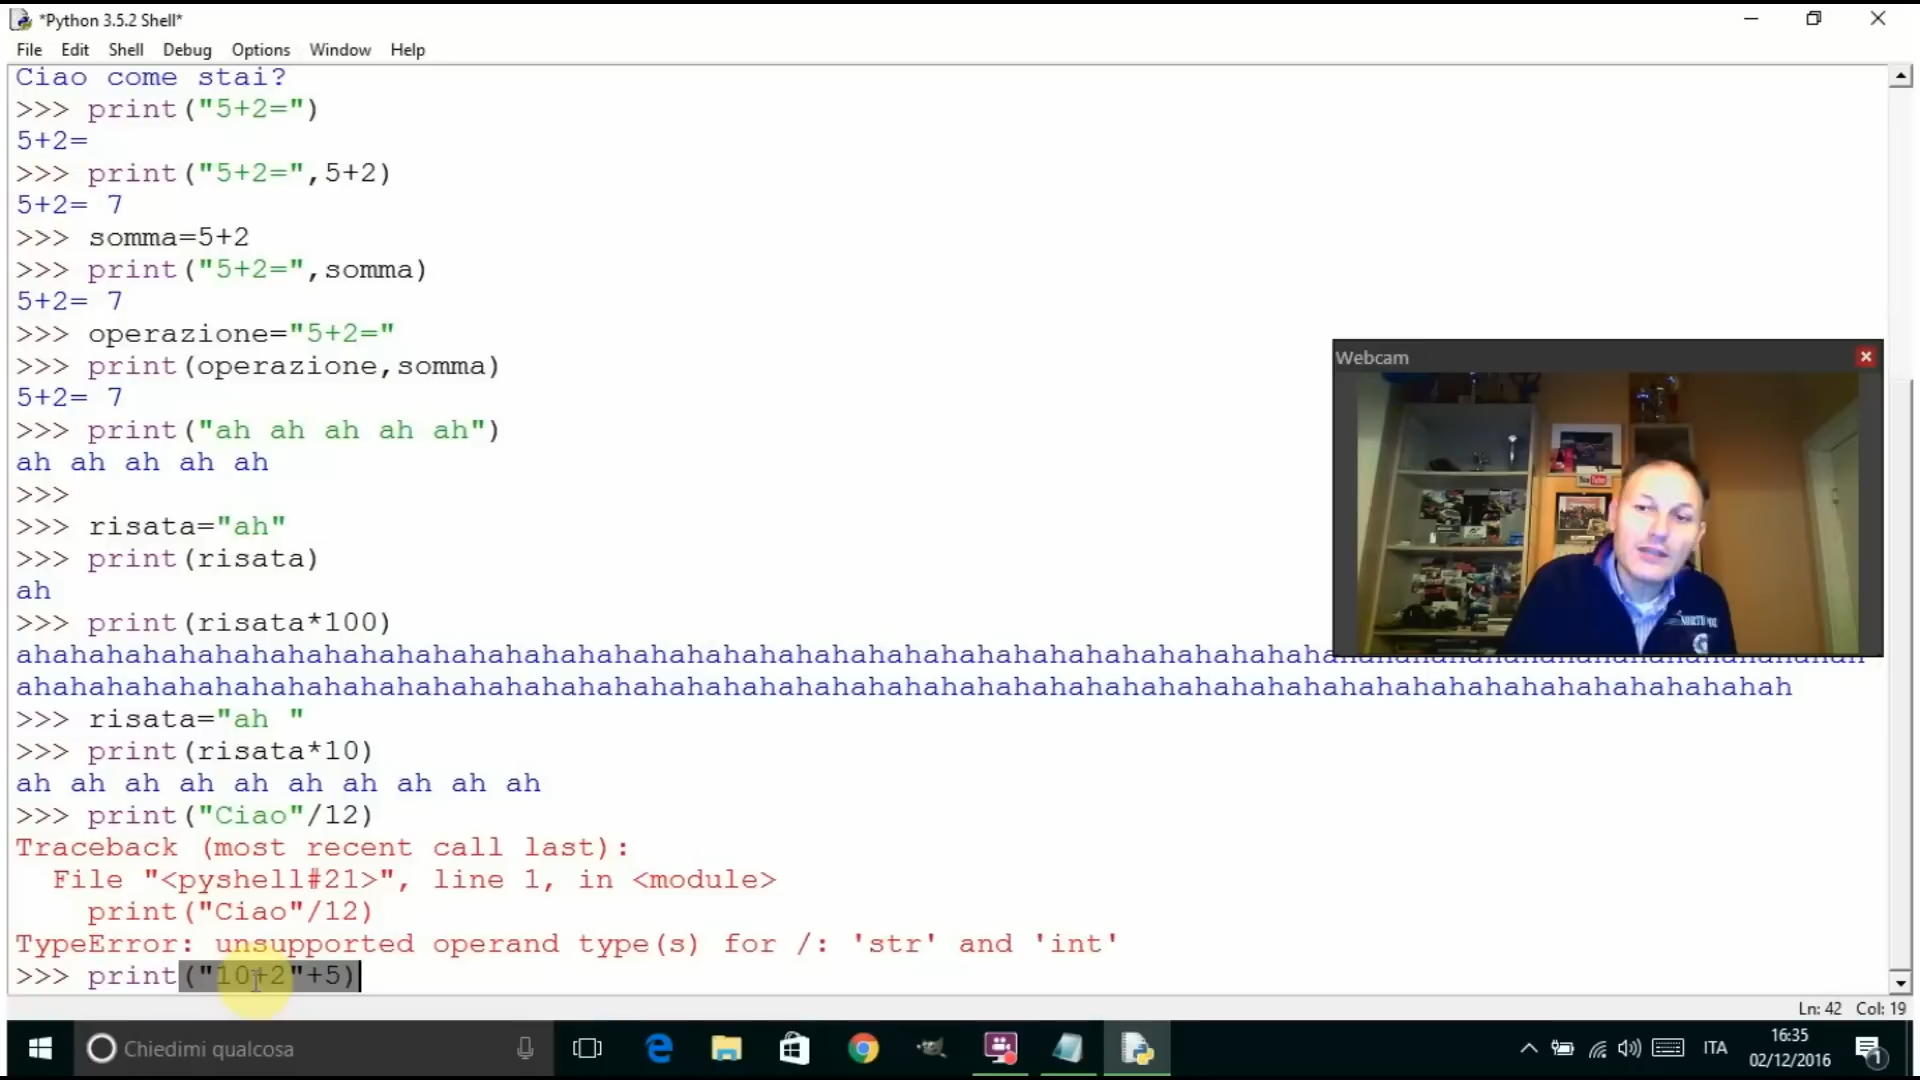 *Python 3.5.2 Shell*
File Edit Shell Debug Options Window Help
Ciao come stai?
>>> print("5+2=")
5+2=
>>> print("5+2=",5+2)
5+2= 7
>>> somma=5+2
>>> print("5+2=",somma)
5+2= 7
>>> operazione="5+2="
>>> print(operazione,somma)
5+2= 7
>>> print("ah ah ah ah ah")
ah ah ah ah ah
>>>
>>> risata="ah"
>>> print(risata)
ah
>>> print(risata*100)
ahahahahahahahahahahahahahahahahahahahahahahahahahahahahahahahahahahahahahahahahahahahahahahahahahahah
ahahahahahahahahahahahahahahahahahahahahahahahahahahahahahahahahahahahahahahahahahahahahahahahahah
>>> risata="ah "
>>> print(risata*10)
ah ah ah ah ah ah ah ah ah ah
>>> print("Ciao"/12)
Traceback (most recent call last):
  File "<pyshell#21>", line 1, in <module>
    print("Ciao"/12)
TypeError: unsupported operand type(s) for /: 'str' and 'int'
>>> print("10+2"+5)
Webcam
Ln: 42 Col: 19
Chiedimi qualcosa
ITA
16:35
02/12/2016
1